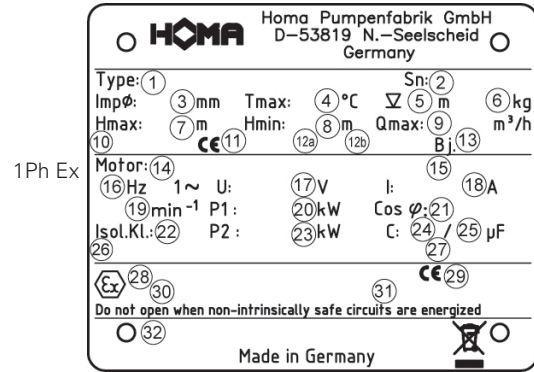 HOMA Homa Pumpenfabrik GmbH
D-53819 N.-Seelscheid
Germany
Type: 1 Sn: 2
ImpØ: 3 mm Tmax: 4 °C ▽ 5 m 6 kg
Hmax: 7 m Hmin: 8 m Qmax: 9 m³/h
10 CE 11 12a 12b Bj. 13
1Ph Ex
Motor: 14 15
16 Hz 1~ U: 17 V I: 18 A
19 min⁻¹ P1: 20 kW Cos φ: 21
Isol.Kl.: 22 P2: 23 kW C: 24 / 25 µF
26 27
Ex 28 CE 29
30 31
Do not open when non-intrinsically safe circuits are energized
32
Made in Germany